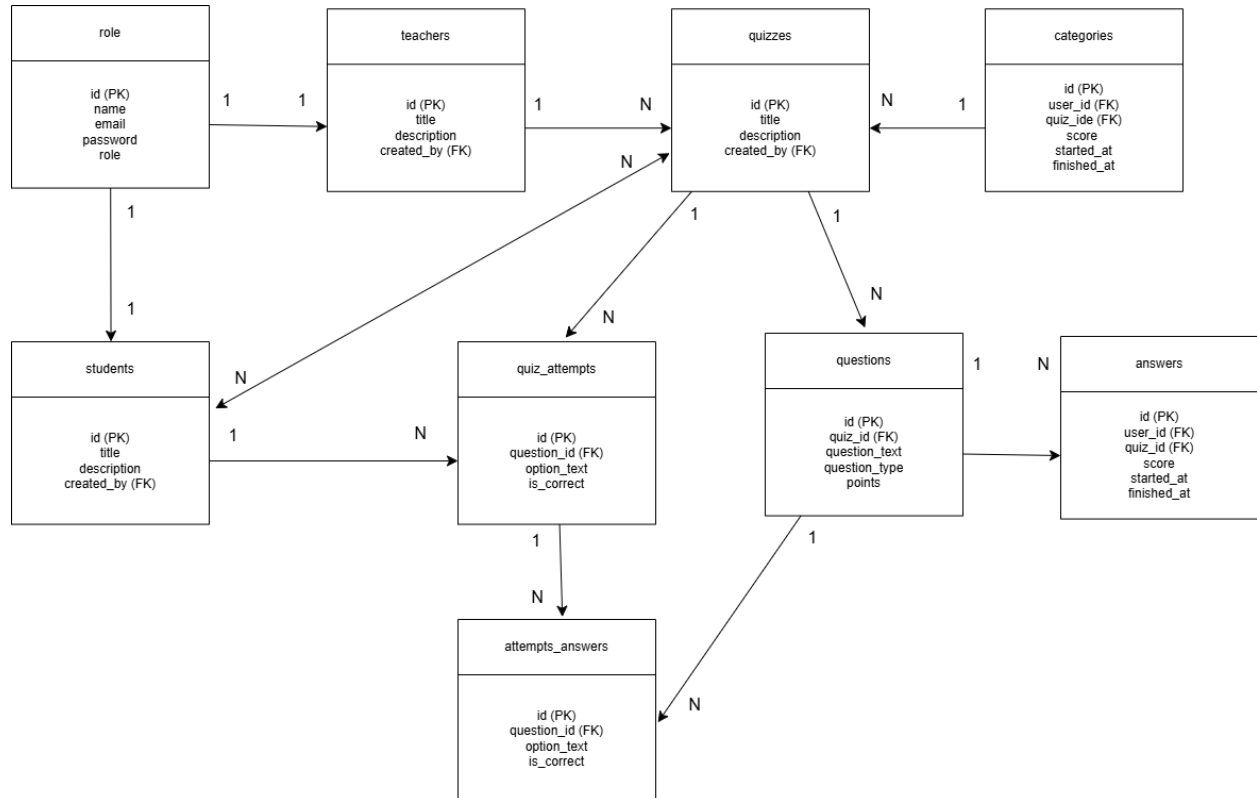 role
id (PK)
name
email
password
role
1
1
teachers
id (PK)
title
description
created_by (FK)
1
N
quizzes
id (PK)
title
description
created_by (FK)
N
1
categories
id (PK)
user_id (FK)
quiz_ide (FK)
score
started_at
finished_at
1
1
N
N
1
N
1
N
students
id (PK)
title
description
created_by (FK)
1
N
quiz_attempts
id (PK)
question_id (FK)
option_text
is_correct
questions
id (PK)
quiz_id (FK)
question_text
question_type
points
1
N
answers
id (PK)
user_id (FK)
quiz_id (FK)
score
started_at
finished_at
1
N
1
N
attempts_answers
id (PK)
question_id (FK)
option_text
is_correct